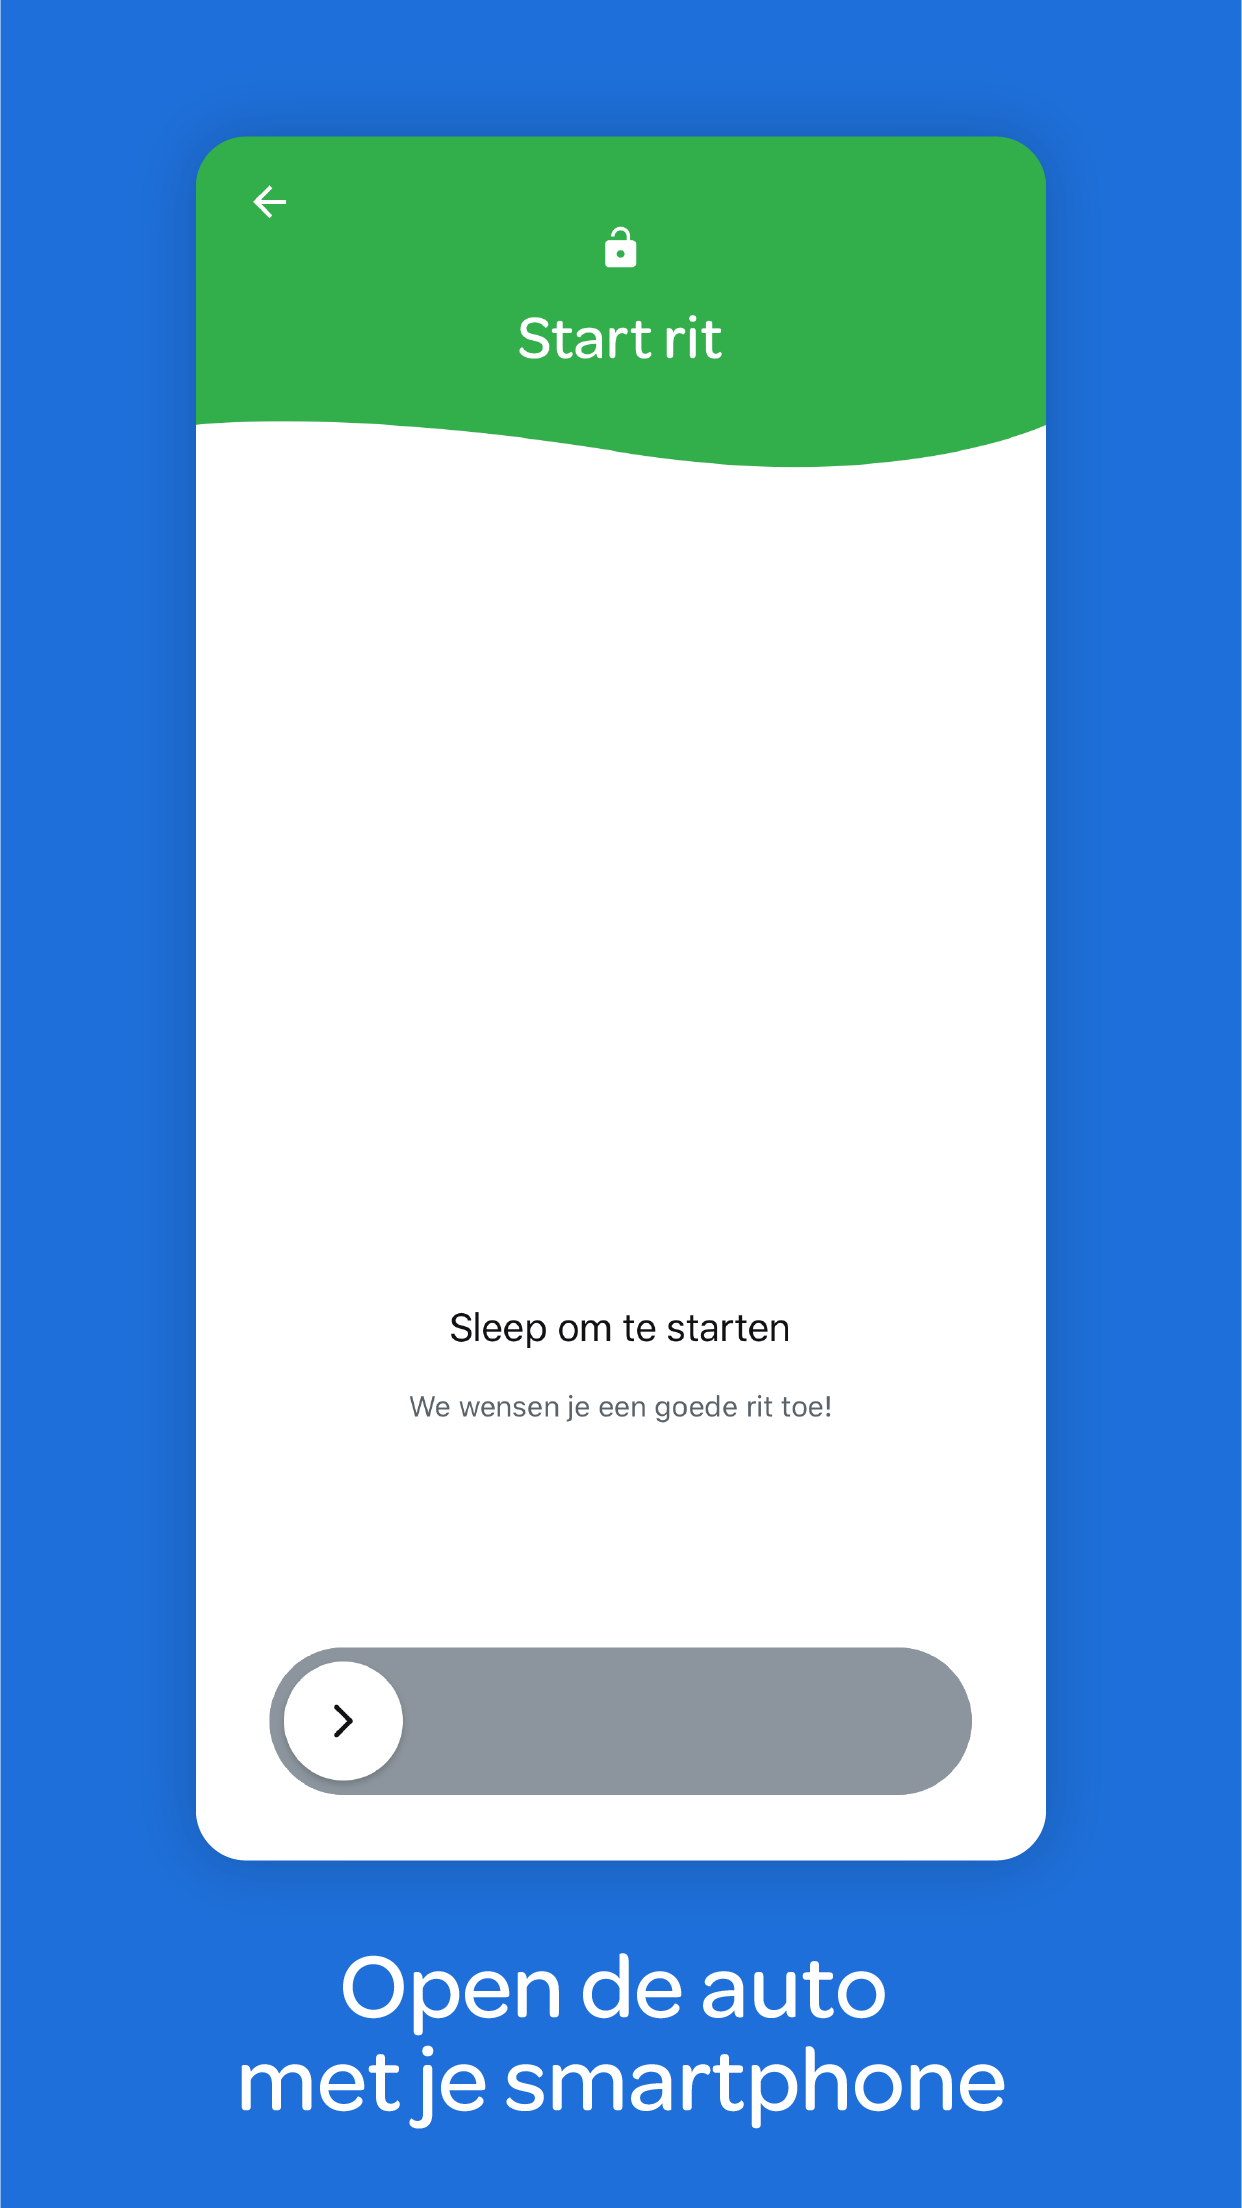 Start rit
Sleep om te starten
We wensen je een goede rit toe!
Open de auto
met je smartphone